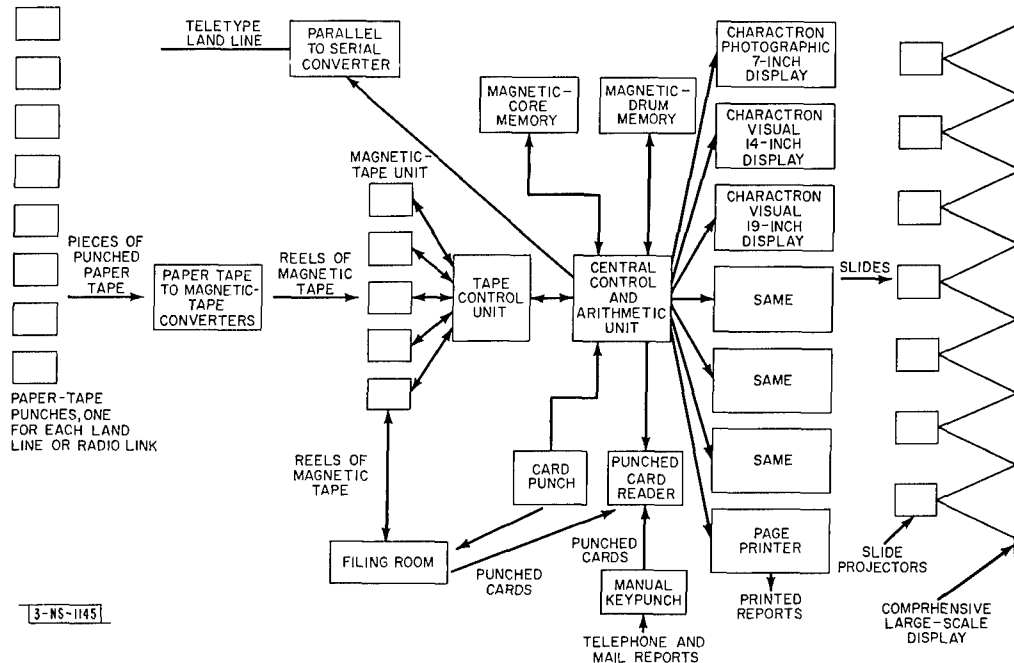 TELETYPE
LAND LINE
PARALLEL
TO SERIAL
CONVERTER
MAGNETIC-
CORE
MEMORY
MAGNETIC-
DRUM
MEMORY
CHARACTRON
PHOTOGRAPHIC
7-INCH
DISPLAY
CHARACTRON
VISUAL
14-INCH
DISPLAY
CHARACTRON
VISUAL
19-INCH
DISPLAY
MAGNETIC-
TAPE UNIT
PIECES OF
PUNCHED
PAPER
TAPE
PAPER TAPE
TO MAGNETIC-
TAPE
CONVERTERS
REELS OF
MAGNETIC
TAPE
TAPE
CONTROL
UNIT
CENTRAL
CONTROL
AND
ARITHMETIC
UNIT
SAME
SLIDES
SAME
SAME
PAPER-TAPE
PUNCHES, ONE
FOR EACH LAND
LINE OR RADIO LINK
REELS OF
MAGNETIC
TAPE
CARD
PUNCH
PUNCHED
CARD
READER
FILING ROOM
PUNCHED
CARDS
PUNCHED
CARDS
MANUAL
KEYPUNCH
TELEPHONE AND
MAIL REPORTS
PAGE
PRINTER
PRINTED
REPORTS
SLIDE
PROJECTORS
COMPRHENSIVE
LARGE-SCALE
DISPLAY
3-NS-1145